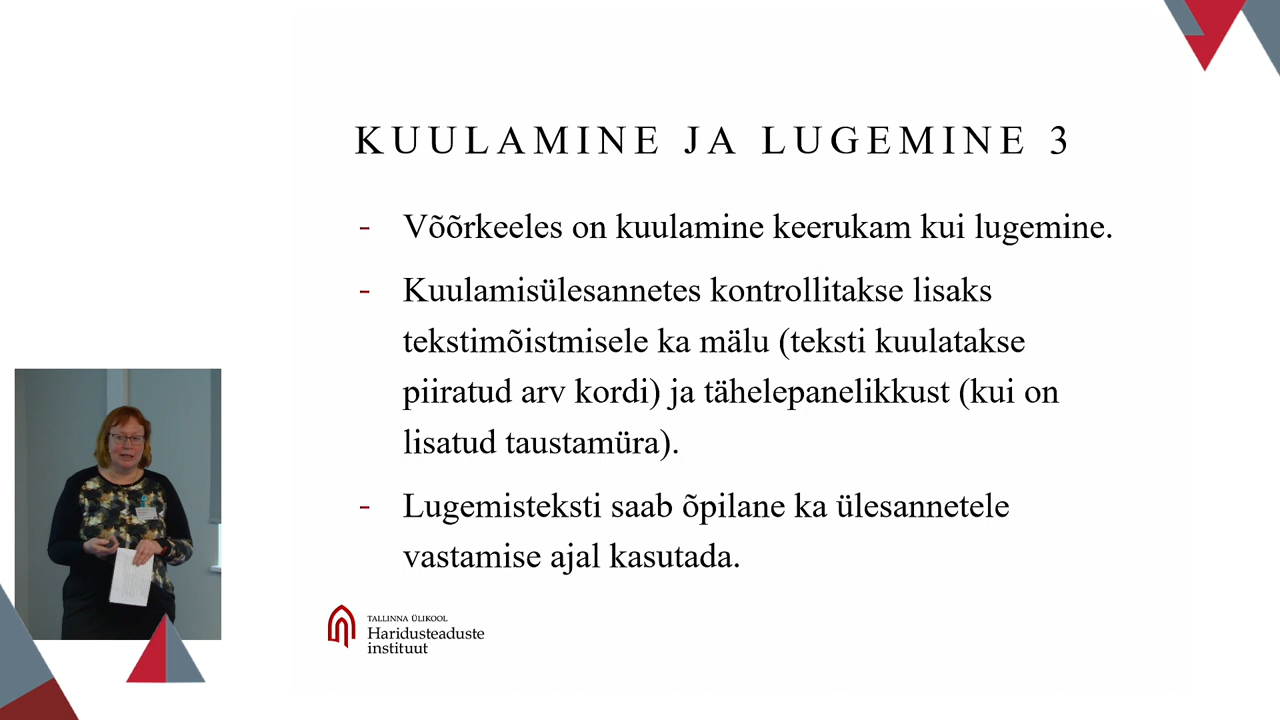 KUULAMINE JA LUGEMINE 3
- Võõrkeeles on kuulamine keerukam kui lugemine.
- Kuulamisülesannetes kontrollitakse lisaks
tekstimõistmisele ka mälu (teksti kuulatakse
piiratud arv kordi) ja tähelepanelikkust (kui on
lisatud taustamüra).
- Lugemisteksti saab õpilane ka ülesannetele
vastamise ajal kasutada.
TALLINNA ÜLIKOOL
Haridusteaduste
instituut